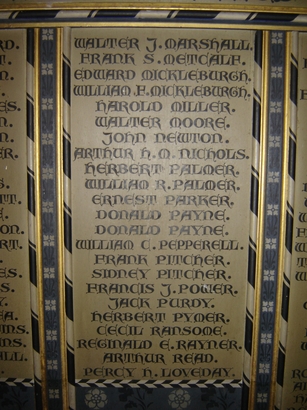 WALTER J. MARSHALL.
FRANK S. METCALF.
EDWARD MICKLEBURGH.
WILLIAM F. MICKLEBURGH.
HAROLD MILLER.
WALTER MOORE.
JOHN NEWTON.
ARTHUR H. M. NICHOLS.
HERBERT PALMER.
WILLIAM R. PALMER.
ERNEST PARKER.
DONALD PAYNE.
DONALD PAYNE.
WILLIAM C. PEPPERELL.
FRANK PITCHER.
SIDNEY PITCHER.
FRANCIS J. POWER.
JACK PURDY.
HERBERT PYMER.
CECIL RANSOME.
REGINALD E. RAYNER.
ARTHUR READ.
PERCY H. LOVEDAY.